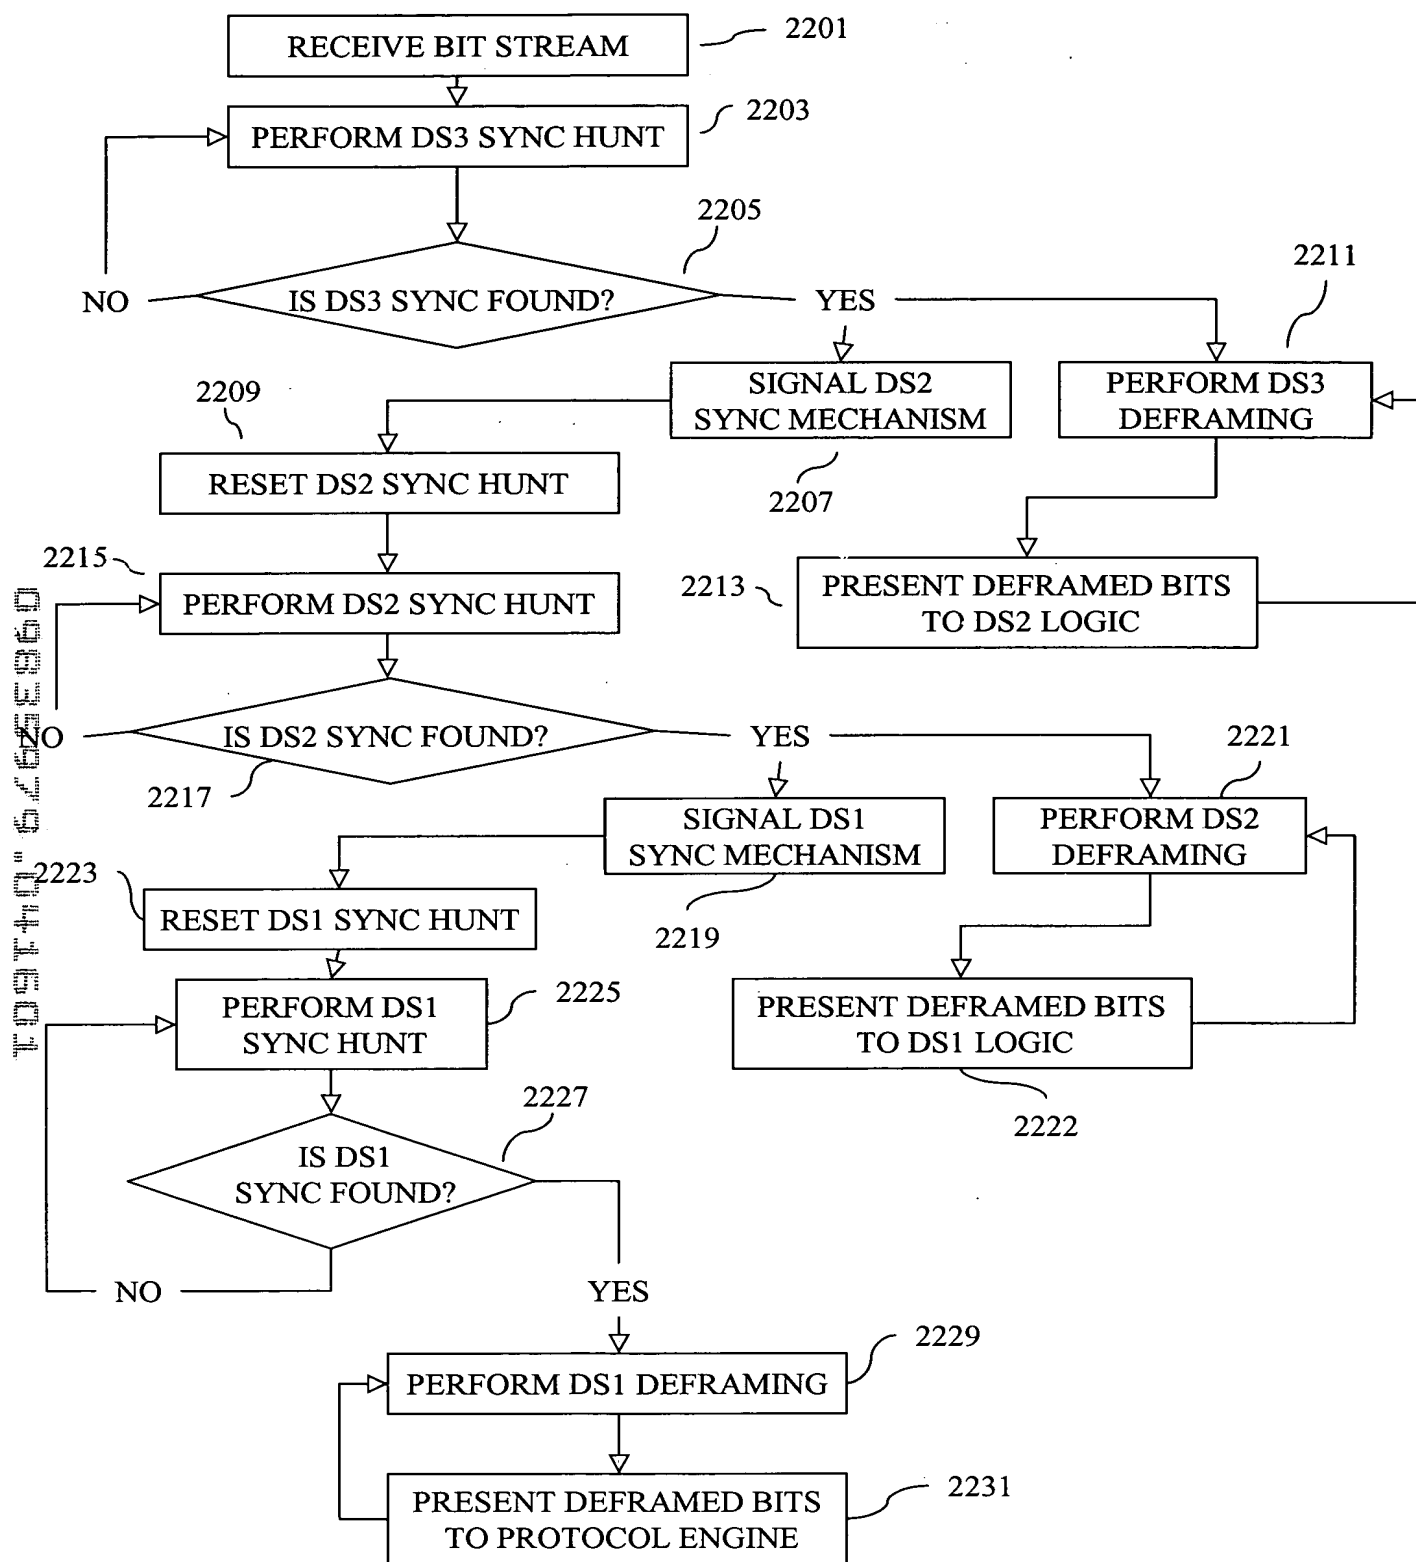 RECEIVE BIT STREAM
2201
PERFORM DS3 SYNC HUNT
2203
2205
IS DS3 SYNC FOUND?
NO
YES
2211
SIGNAL DS2
SYNC MECHANISM
2207
PERFORM DS3
DEFRAMING
2209
RESET DS2 SYNC HUNT
2215
PERFORM DS2 SYNC HUNT
2213
PRESENT DEFRAMED BITS
TO DS2 LOGIC
NO
IS DS2 SYNC FOUND?
YES
2217
2221
SIGNAL DS1
SYNC MECHANISM
2219
PERFORM DS2
DEFRAMING
2223
RESET DS1 SYNC HUNT
PERFORM DS1
SYNC HUNT
2225
PRESENT DEFRAMED BITS
TO DS1 LOGIC
2222
2227
IS DS1
SYNC FOUND?
NO
YES
2229
PERFORM DS1 DEFRAMING
2231
PRESENT DEFRAMED BITS
TO PROTOCOL ENGINE